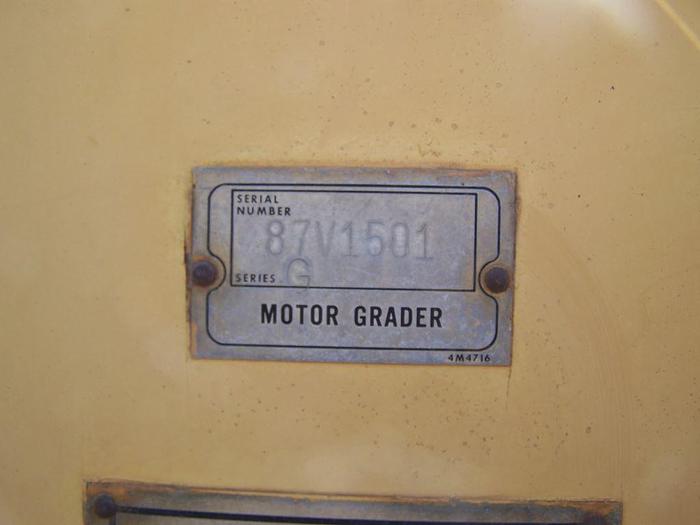 SERIAL
NUMBER
87V1501
SERIES G
MOTOR GRADER
4M4716